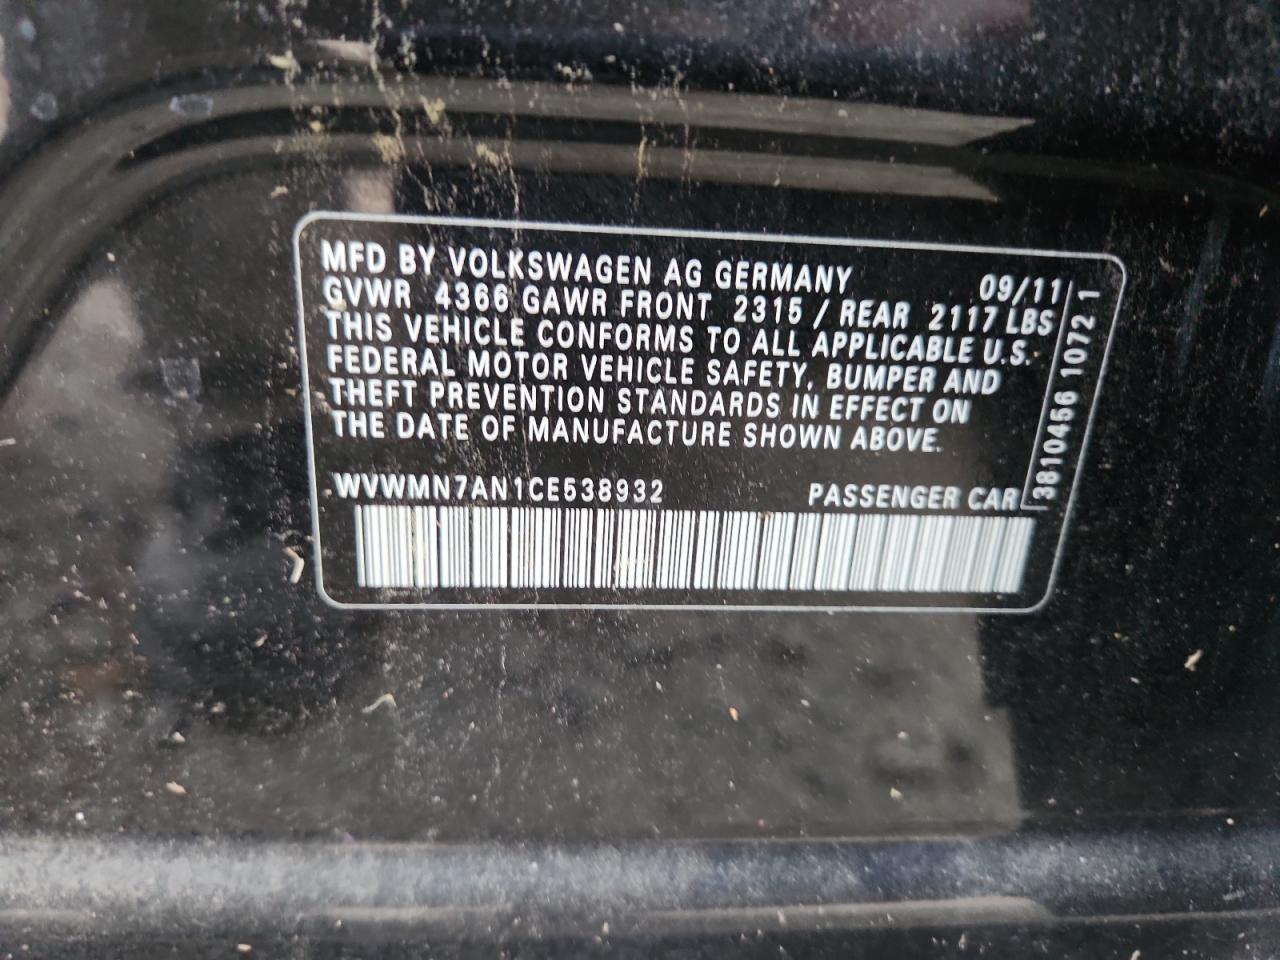 MFD BY VOLKSWAGEN AG GERMANY 09/11
GVWR 4366 GAWR FRONT 2315 / REAR 2117 LBS
THIS VEHICLE CONFORMS TO ALL APPLICABLE U.S.
FEDERAL MOTOR VEHICLE SAFETY, BUMPER AND
THEFT PREVENTION STANDARDS IN EFFECT ON
THE DATE OF MANUFACTURE SHOWN ABOVE.
WVWMN7AN1CE538932 PASSENGER CAR
3810456 1072 1